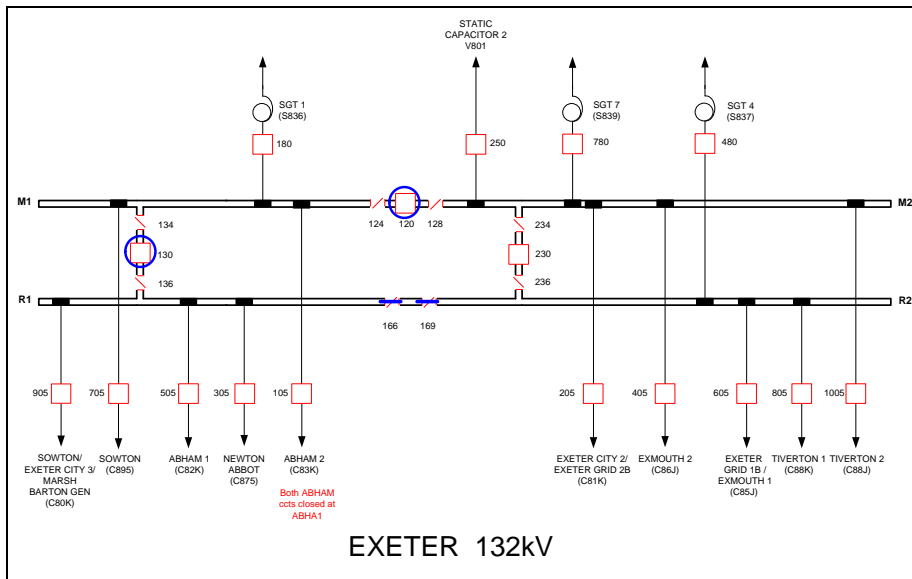 STATIC
CAPACITOR 2
V801
SGT 1
(S836)
SGT 7
(S839)
SGT 4
(S837)
180
250
780
480
M1
M2
124
120
128
134
234
130
230
136
236
R1
R2
166
169
905
705
505
305
105
205
405
605
805
1005
SOWTON/
EXETER CITY 3/
MARSH
BARTON GEN
(C80K)
SOWTON
(C895)
ABHAM 1
(C82K)
NEWTON
ABBOT
(C875)
ABHAM 2
(C83K)
Both ABHAM
ccts closed at
ABHA1
EXETER CITY 2/
EXETER GRID 2B
(C81K)
EXMOUTH 2
(C86J)
EXETER
GRID 1B /
EXMOUTH 1
(C85J)
TIVERTON 1
(C88K)
TIVERTON 2
(C88J)
EXETER 132kV